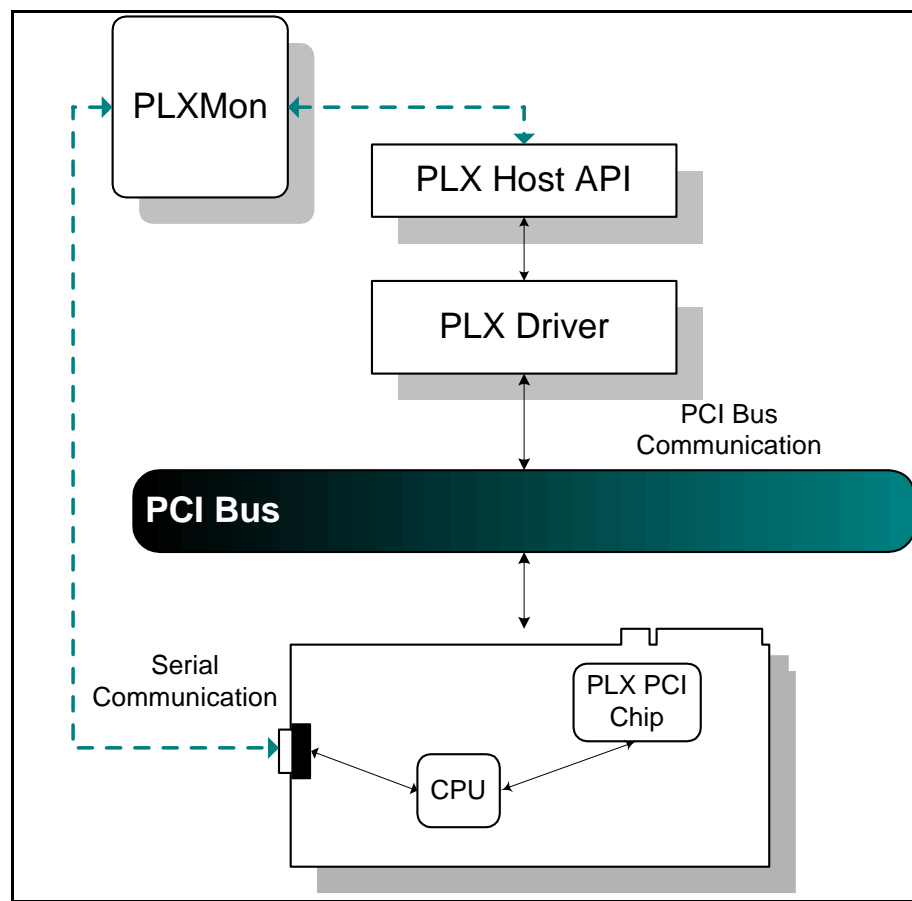 PLXMon
PLX Host API
PLX Driver
PCI Bus
Communication
PCI Bus
Serial
Communication
PLX PCI
Chip
CPU